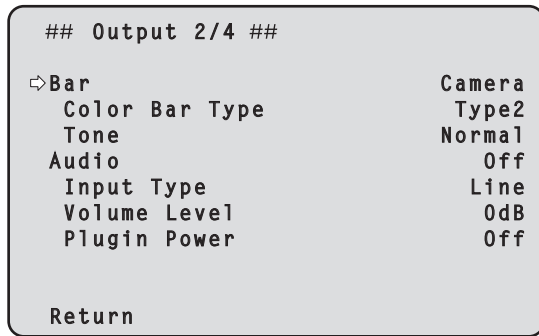 ## Output 2/4 ##
⇨Bar Camera
Color Bar Type Type2
Tone Normal
Audio Off
Input Type Line
Volume Level 0dB
Plugin Power Off
Return